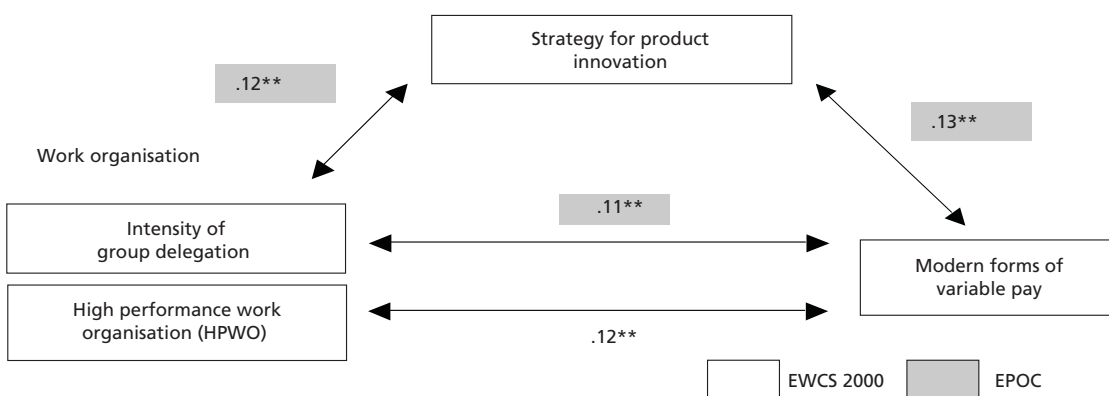 Strategy for product
innovation
.12**
.13**
Work organisation
.11**
Intensity of
group delegation
Modern forms of
variable pay
High performance work
organisation (HPWO)
.12**
EWCS 2000
EPOC